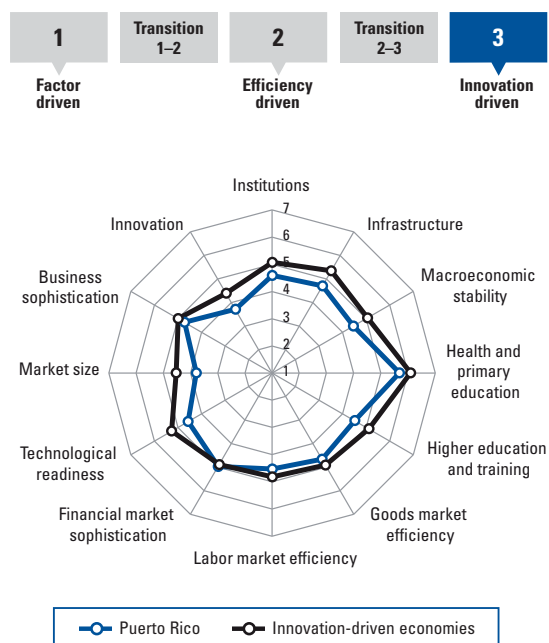 1
Transition
1–2
2
Transition
2–3
3
Factor
driven
Efficiency
driven
Innovation
driven
Institutions
7
6
5
4
3
2
1
Innovation
Infrastructure
Business
sophistication
Macroeconomic
stability
Market size
Health and
primary
education
Technological
readiness
Higher education
and training
Financial market
sophistication
Goods market
efficiency
Labor market efficiency
Puerto Rico
Innovation-driven economies